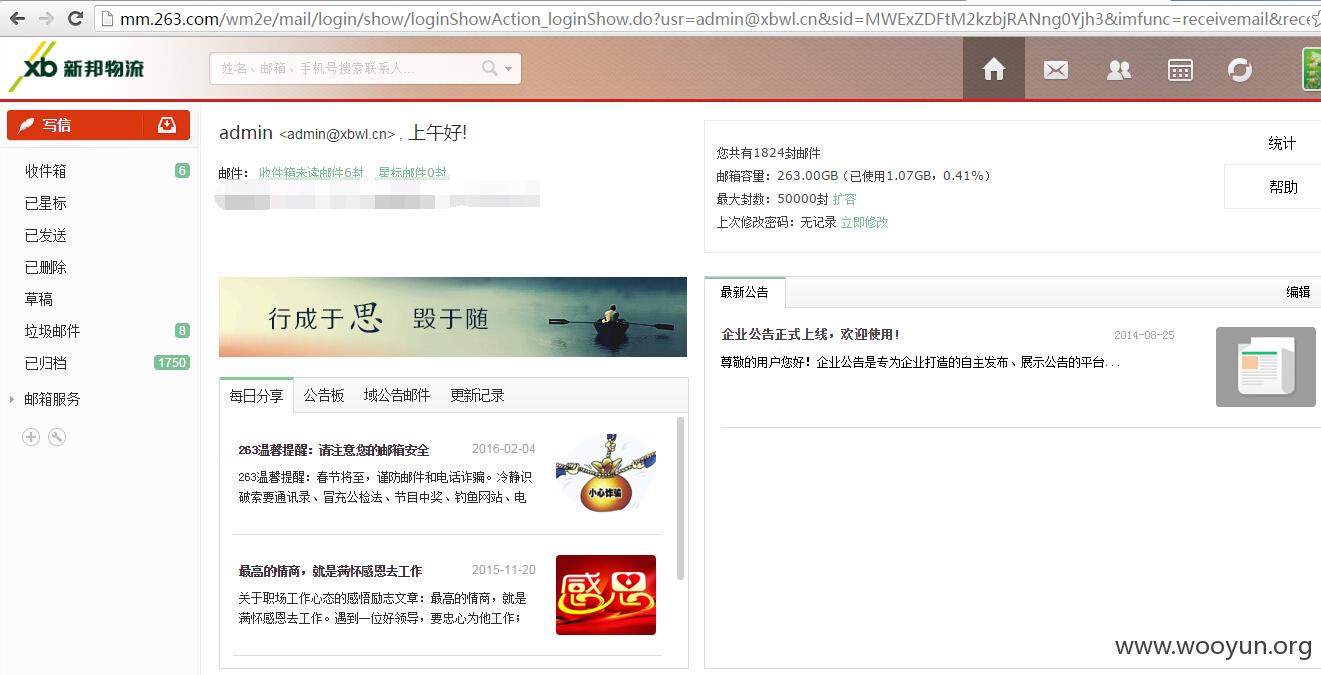 mm.263.com/wm2e/mail/login/show/loginShowAction_loginShow.do?usr=admin@xbwl.cn&sid=MWExZDFtM2kzbjRANng0Yjh3&imfunc=receivemail&rece
xb 新邦物流
姓名、邮箱、手机号搜索联系人...
写信
收件箱 6
已星标
已发送
已删除
草稿
垃圾邮件 8
已归档 1750
邮箱服务
admin <admin@xbwl.cn> , 上午好!
邮件： 收件箱未读邮件6封 星标邮件0封
您共有1824封邮件
邮箱容量：263.00GB（已使用1.07GB，0.41%）
最大封数：50000封 扩容
上次修改密码：无记录 立即修改
统计
帮助
行成于思 毁于随
每日分享 公告板 域公告邮件 更新记录
263温馨提醒：请注意您的邮箱安全 2016-02-04
263温馨提醒：春节将至，谨防邮件和电话诈骗。冷静识
破索要通讯录、冒充公检法、节目中奖、钓鱼网站、电
小心诈骗
最高的情商，就是满怀感恩去工作 2015-11-20
关于职场工作心态的感悟励志文章：最高的情商，就是
满怀感恩去工作。遇到一位好领导，要忠心为他工作；
感恩
最新公告 编辑
企业公告正式上线，欢迎使用! 2014-08-25
尊敬的用户您好！企业公告是专为企业打造的自主发布、展示公告的平台...
www.wooyun.org